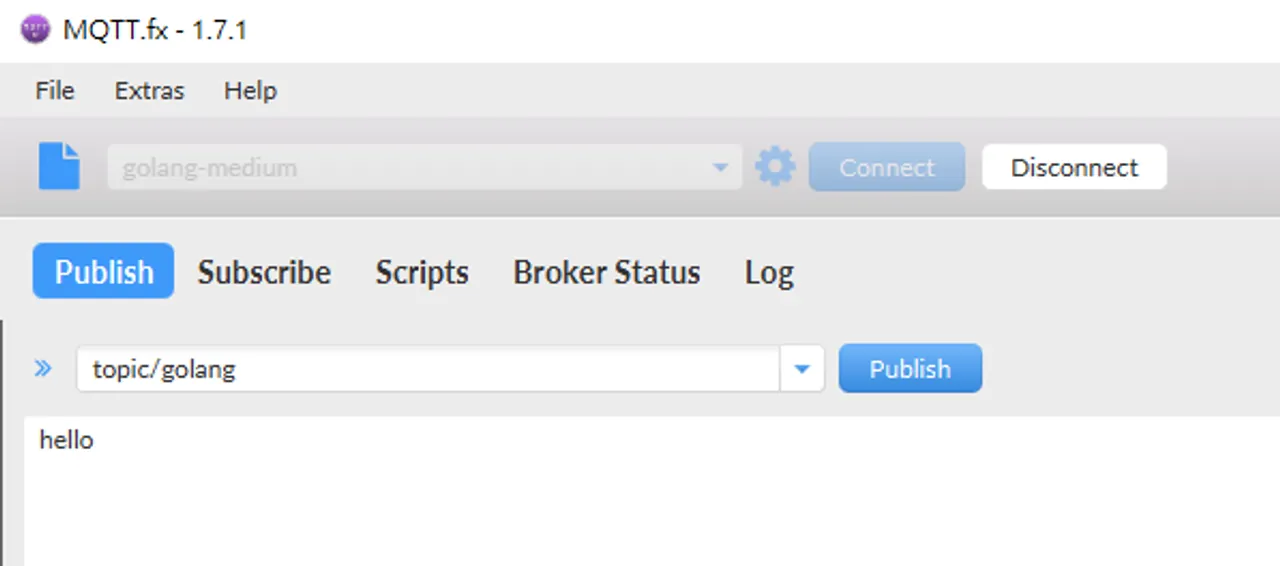 MQTT.fx - 1.7.1
File Extras Help
golang-medium Connect Disconnect
Publish Subscribe Scripts Broker Status Log
topic/golang Publish
hello